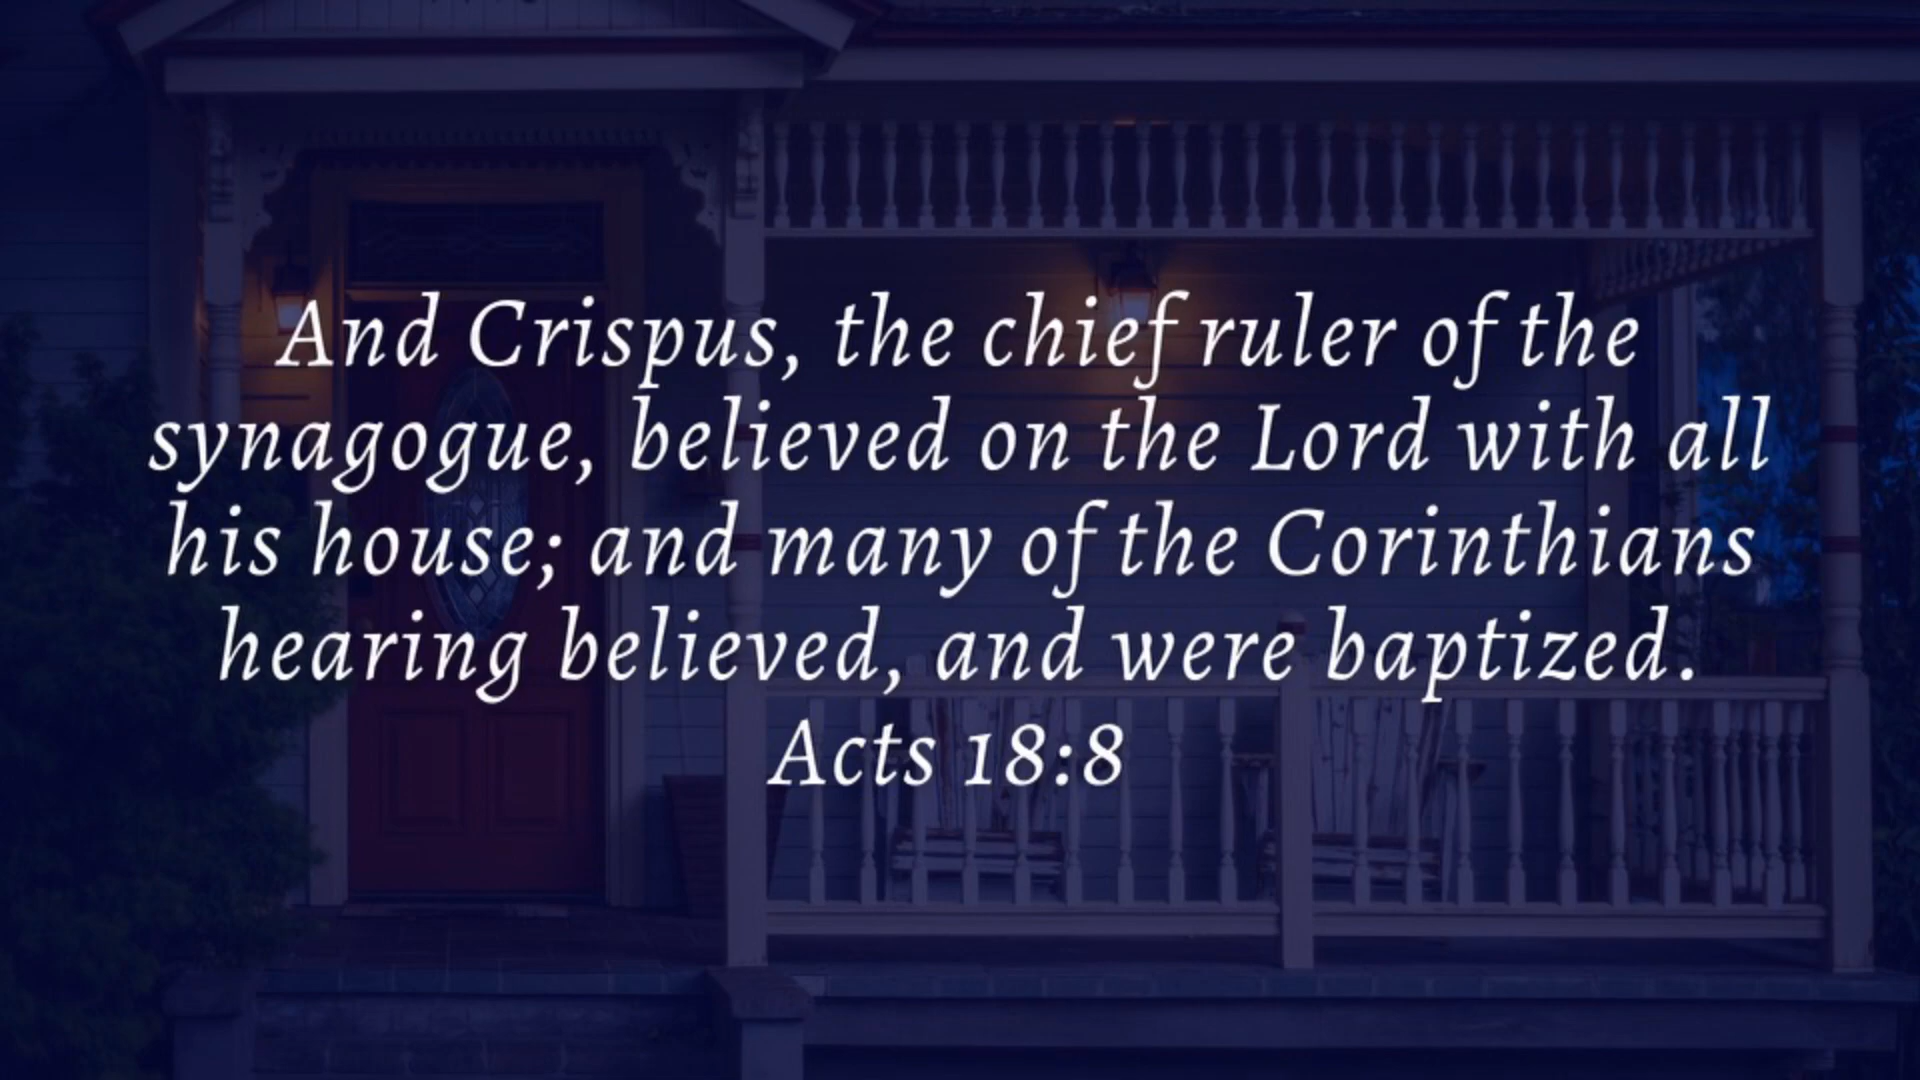 And Crispus, the chief ruler of the
synagogue, believed on the Lord with all
his house; and many of the Corinthians
hearing believed, and were baptized.
Acts 18:8